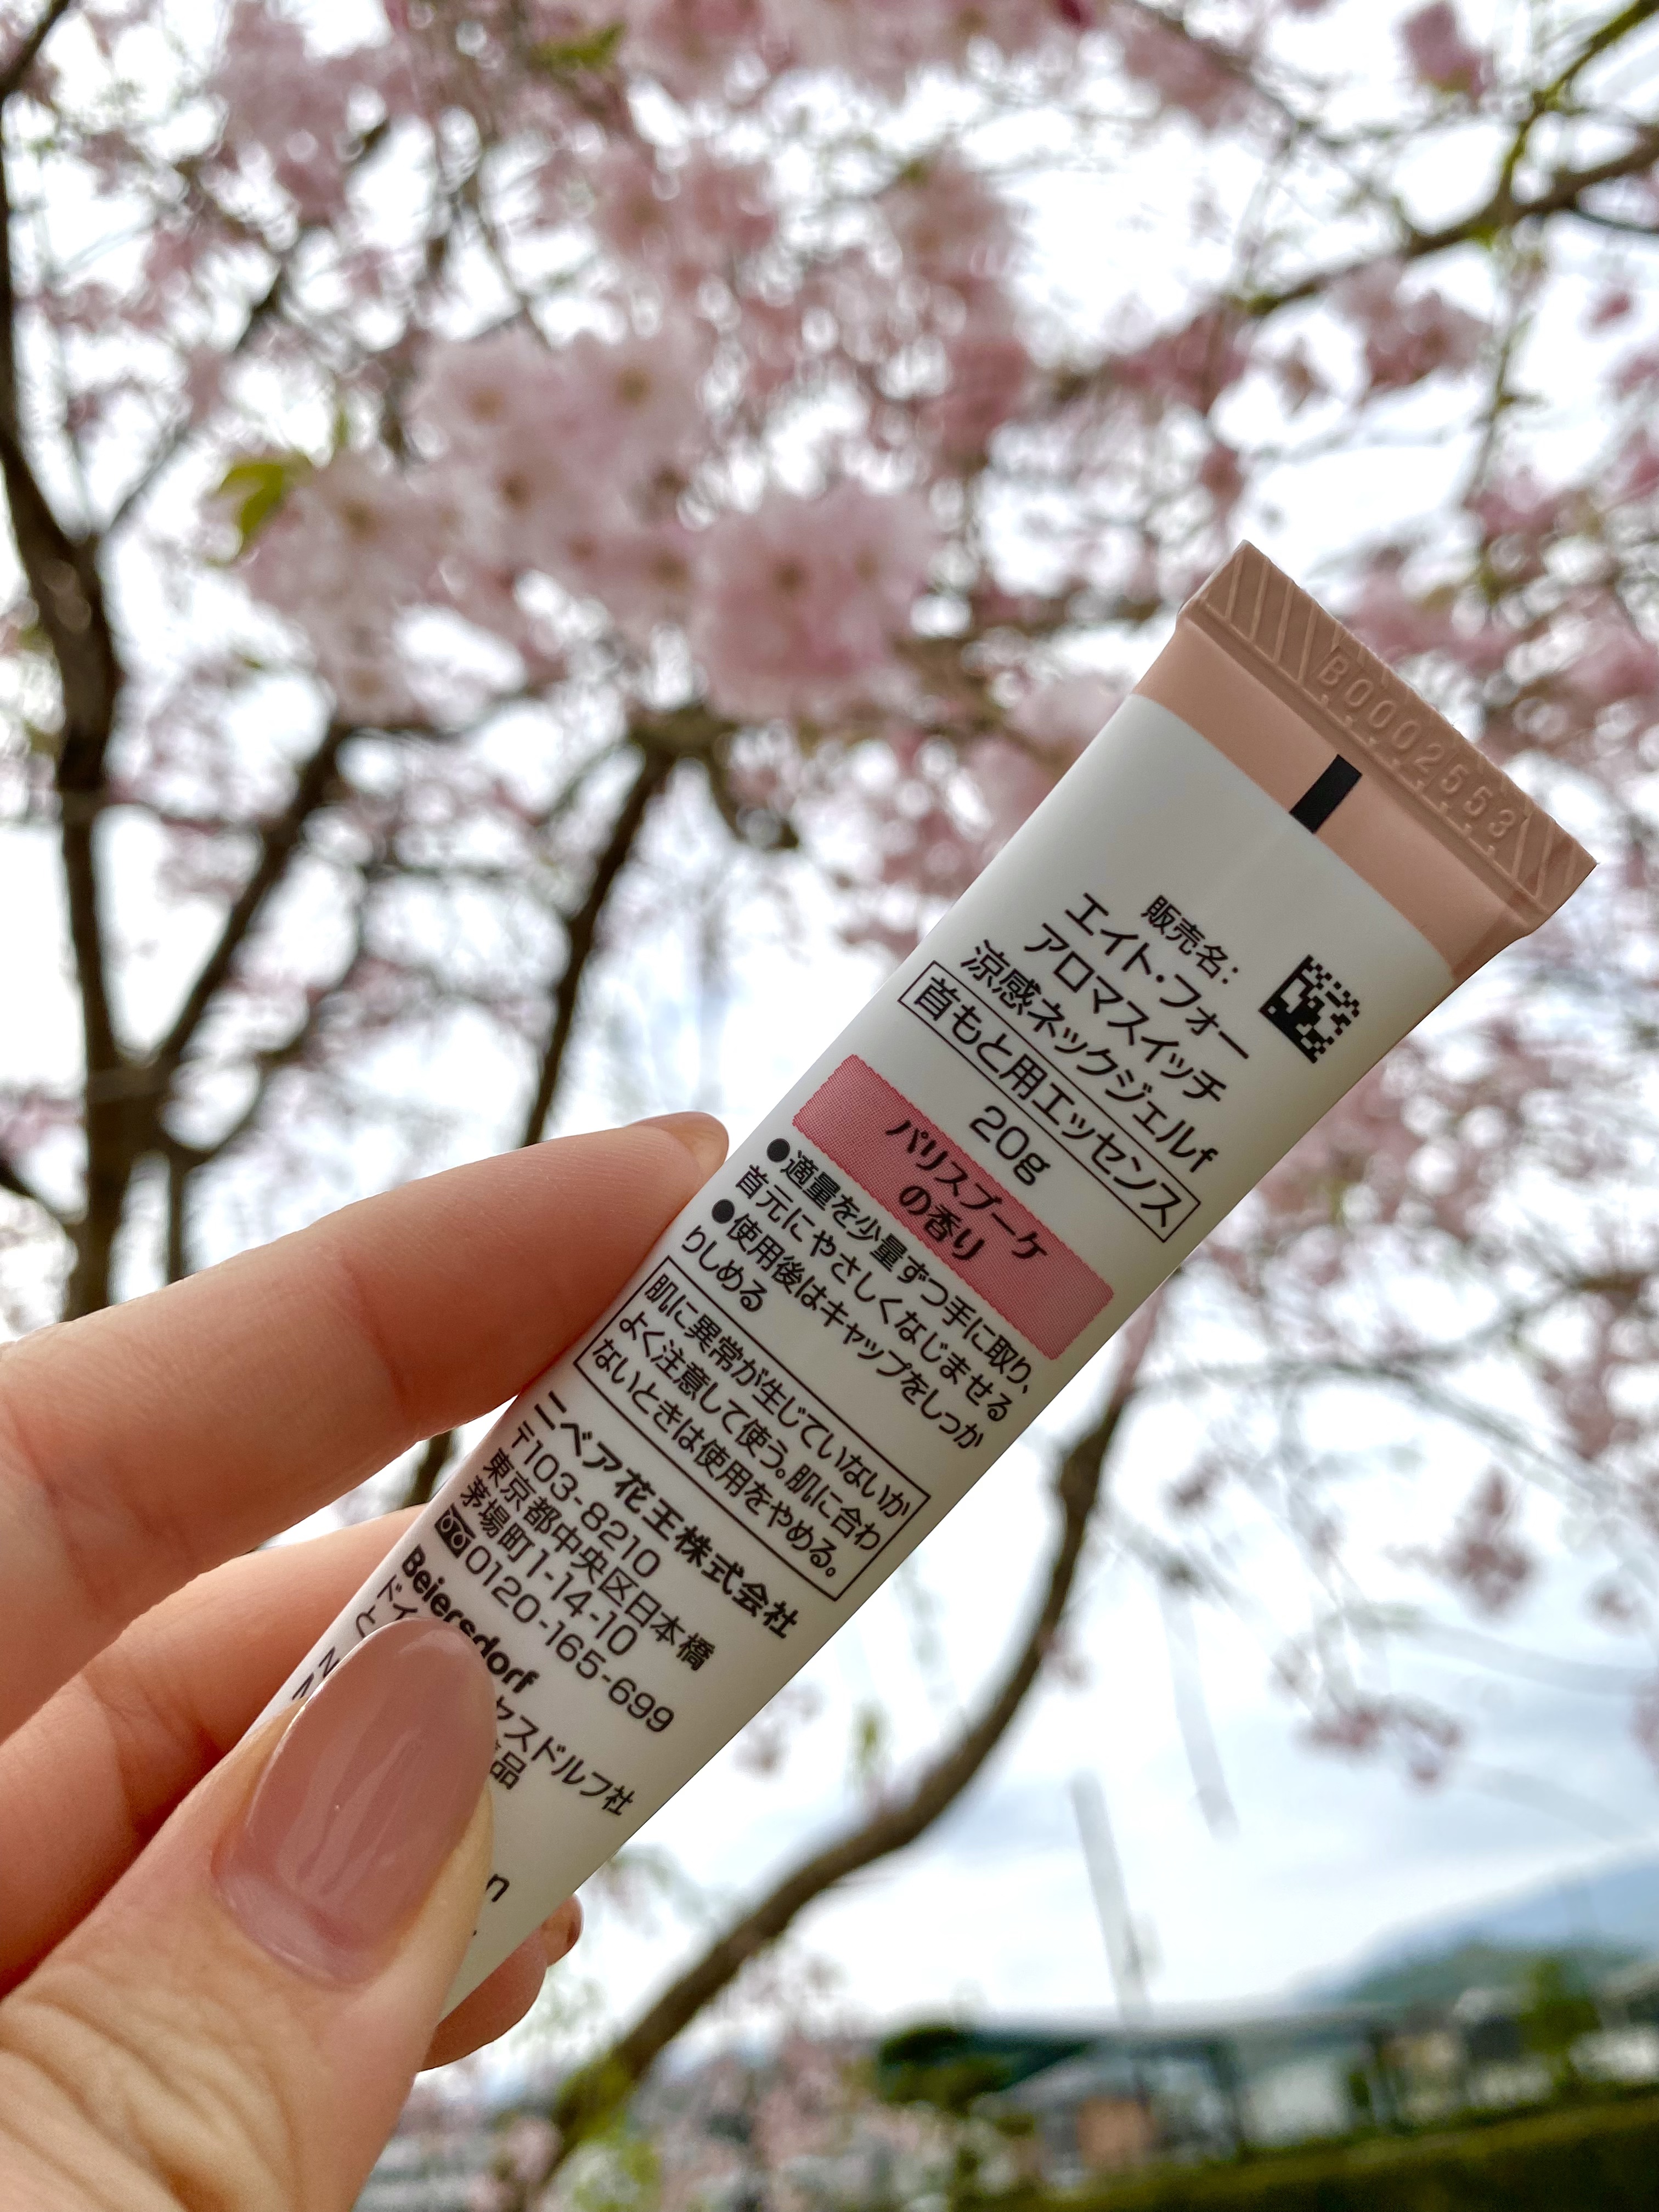 B0002553
販売名:
エイト・フォー
アロマスイッチ
涼感ネックジェルf
首もと用エッセンス
20g
パリスブーケ
の香り
●適量を少量ずつ手に取り、
首元にやさしくなじませる
●使用後はキャップをしっか
りしめる
肌に異常が生じていないか
よく注意して使う。肌に合わ
ないときは使用をやめる。
ニベア花王株式会社
〒103-8210
東京都中央区日本橋
茅場町1-14-10
0120-165-699
Beiersdorf